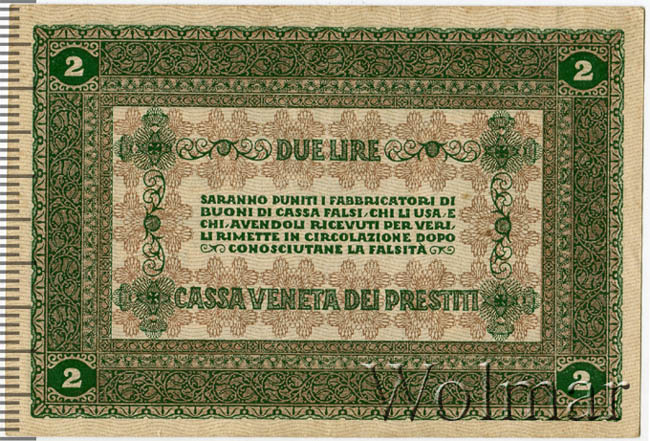 2 2
DUE LIRE
SARANNO PUNITI I FABBRICATORI DI
BUONI DI CASSA FALSI, CHI LI USA, E
CHI, AVENDOLI RICEVUTI PER VERI,
LI RIMETTE IN CIRCOLAZIONE DOPO
CONOSCIUTANE LA FALSITÀ
CASSA VENETA DEI PRESTITI
2 2
Wolmar